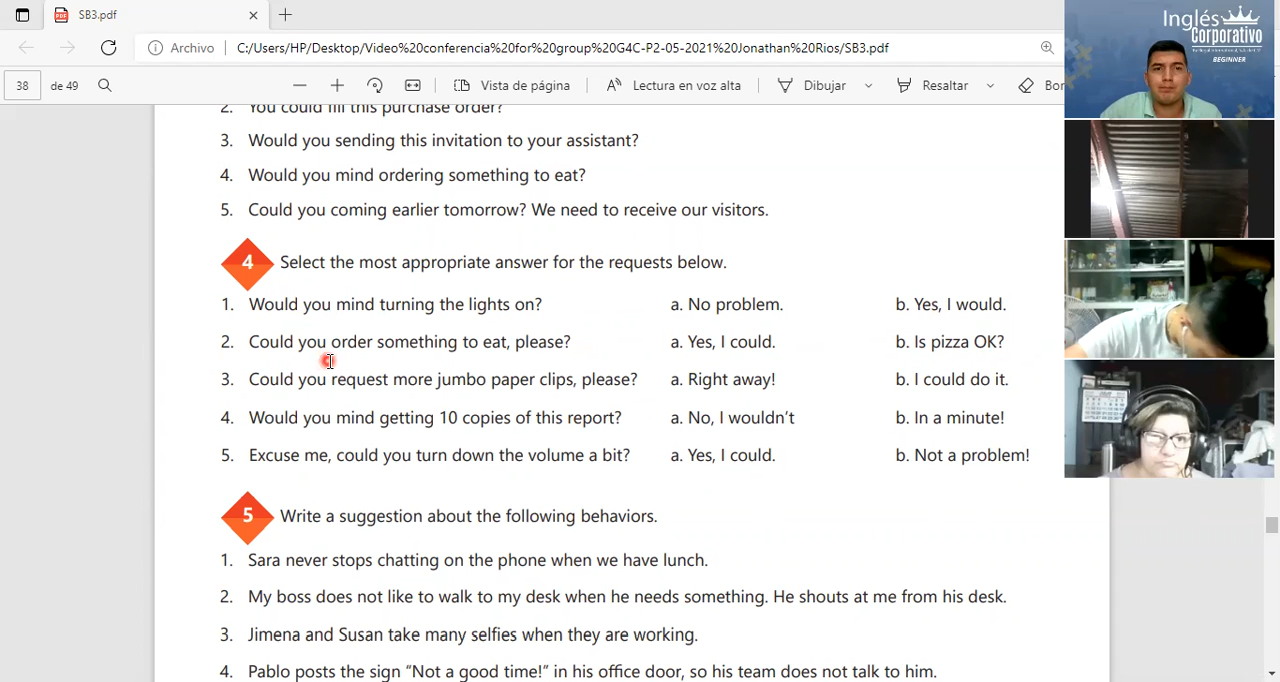 SB3.pdf
Archivo
C:/Users/HP/Desktop/Video%20conferencia%20for%20group%20G4C-P2-05-2021%20Jonathan%20Rios/SB3.pdf
38 de 49
Vista de página
Lectura en voz alta
Dibujar
Resaltar
Bor
Inglés
Corporativo
BEGINNER
2. You could fill this purchase order?
3. Would you sending this invitation to your assistant?
4. Would you mind ordering something to eat?
5. Could you coming earlier tomorrow? We need to receive our visitors.
4 Select the most appropriate answer for the requests below.
1. Would you mind turning the lights on? a. No problem. b. Yes, I would.
2. Could you order something to eat, please? a. Yes, I could. b. Is pizza OK?
3. Could you request more jumbo paper clips, please? a. Right away! b. I could do it.
4. Would you mind getting 10 copies of this report? a. No, I wouldn't b. In a minute!
5. Excuse me, could you turn down the volume a bit? a. Yes, I could. b. Not a problem!
5 Write a suggestion about the following behaviors.
1. Sara never stops chatting on the phone when we have lunch.
2. My boss does not like to walk to my desk when he needs something. He shouts at me from his desk.
3. Jimena and Susan take many selfies when they are working.
4. Pablo posts the sign “Not a good time!” in his office door, so his team does not talk to him.